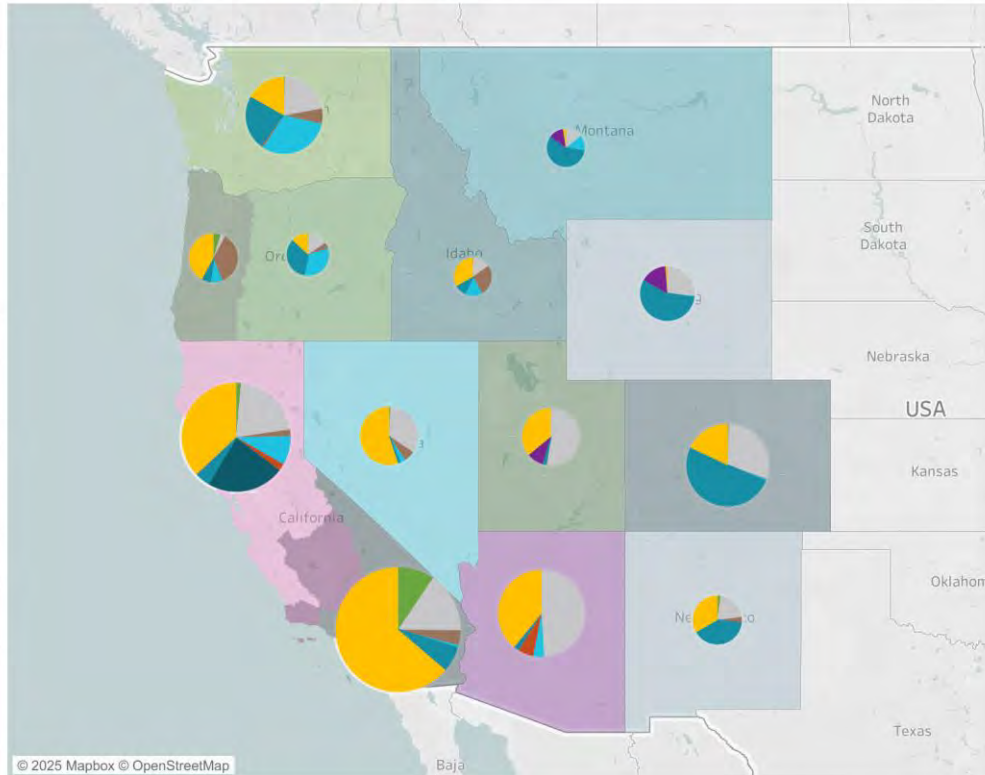 North
Dakota
Montana
South
Dakota
Idaho
Nebraska
USA
Kansas
California
Oklahom
Texas
Baja
© 2025 Mapbox © OpenStreetMap